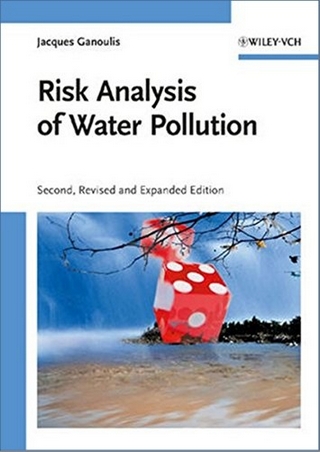 Jacques Ganoulis
WILEY-VCH
Risk Analysis
of Water Pollution
Second, Revised and Expanded Edition